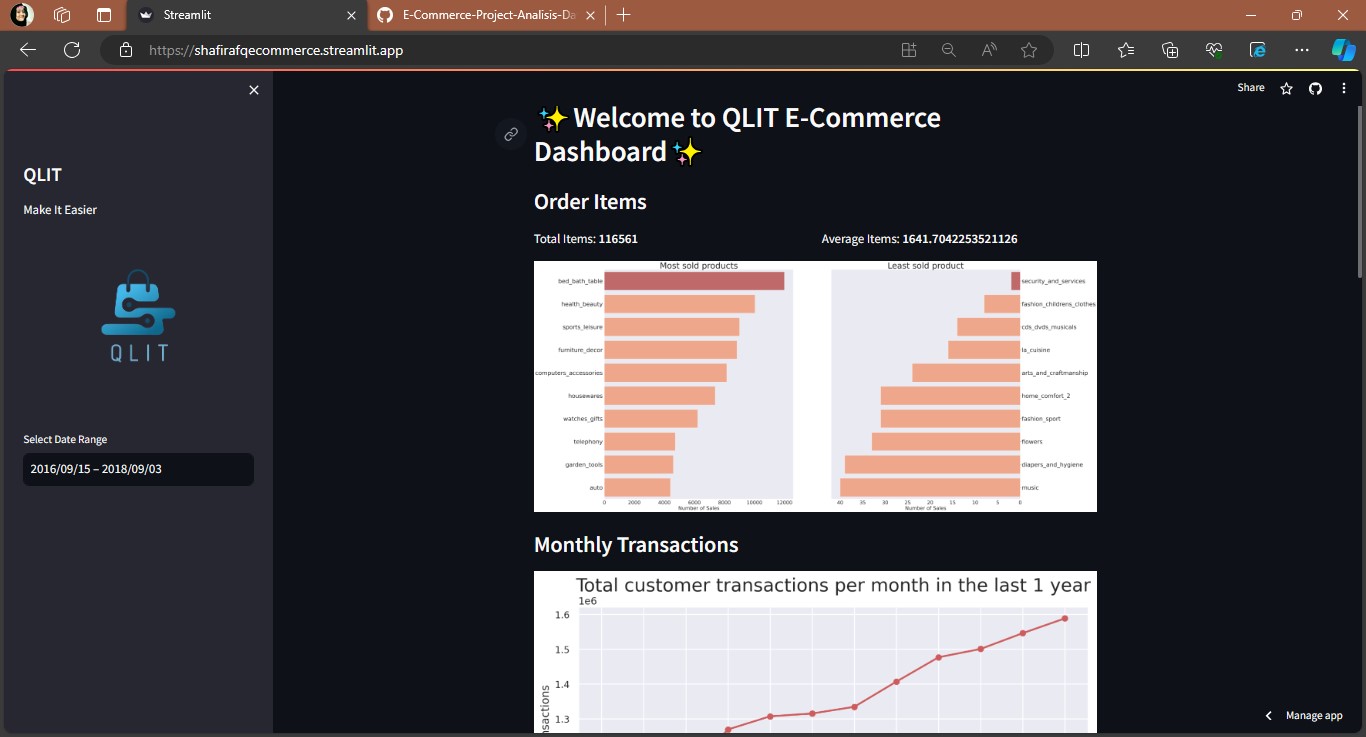 Streamlit
E-Commerce-Project-Analisis-Da
https://shafirafqecommerce.streamlit.app
Share
QLIT
Make It Easier
QLIT
Select Date Range
2016/09/15 – 2018/09/03
✨Welcome to QLIT E-Commerce
Dashboard✨
Order Items
Total Items: 116561
Average Items: 1641.7042253521126
Most sold products
bed_bath_table
health_beauty
sports_leisure
furniture_decor
computers_accessories
housewares
watches_gifts
telephony
garden_tools
auto
0 2000 4000 6000 8000 10000 12000
Number of Sales
Least sold product
security_and_services
fashion_childrens_clothes
cds_dvds_musicals
la_cuisine
arts_and_craftmanship
home_comfort_2
fashion_sport
flowers
diapers_and_hygiene
music
40 35 30 25 20 15 10 5 0
Number of Sales
Monthly Transactions
Total customer transactions per month in the last 1 year
1e6
1.6
1.5
1.4
1.3
nsactions
Manage app